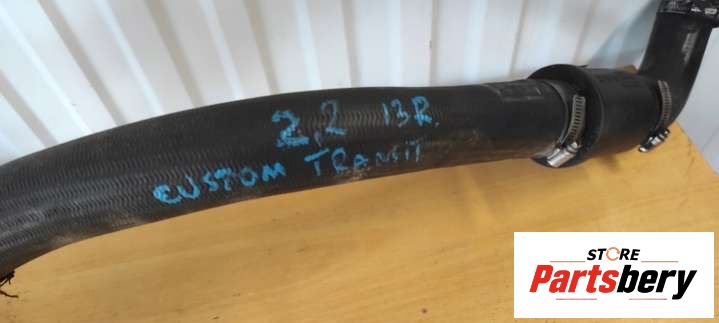 2,2 13R.
CUSTOM TRANSIT
STORE
Partsbery